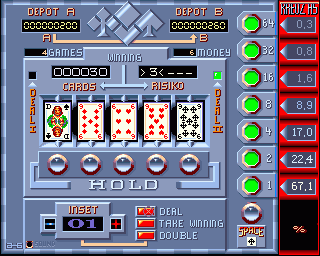 DEPOT A
DEPOT B
KREUZ AS
000000200
000000260
64
0,3
A
B
4 GAMES
6 MONEY
32
0,8
WINNING
000030
>3<---
16
1,6
DEAL I
DEAL II
CARDS
RISIKO
8
8,9
4
17,0
2
22,4
HOLD
1
67,1
INSET
01
DEAL
TAKE WINNING
DOUBLE
SPACE
%